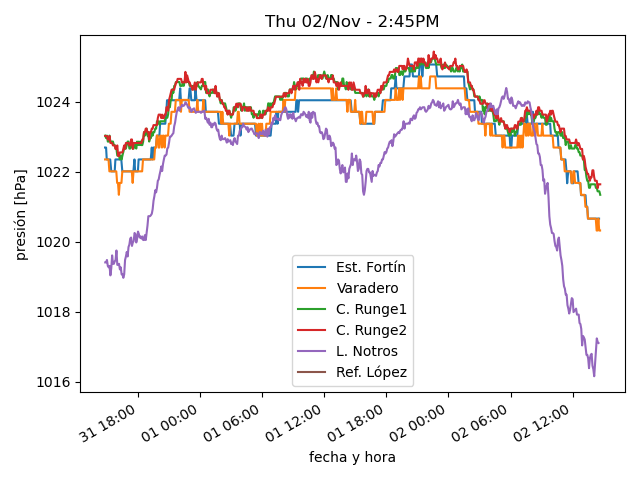 Thu 02/Nov - 2:45PM
presión [hPa]
1024
1022
1020
1018
1016
Est. Fortín
Varadero
C. Runge1
C. Runge2
L. Notros
Ref. López
31 18:00
01 00:00
01 06:00
01 12:00
01 18:00
02 00:00
02 06:00
02 12:00
fecha y hora